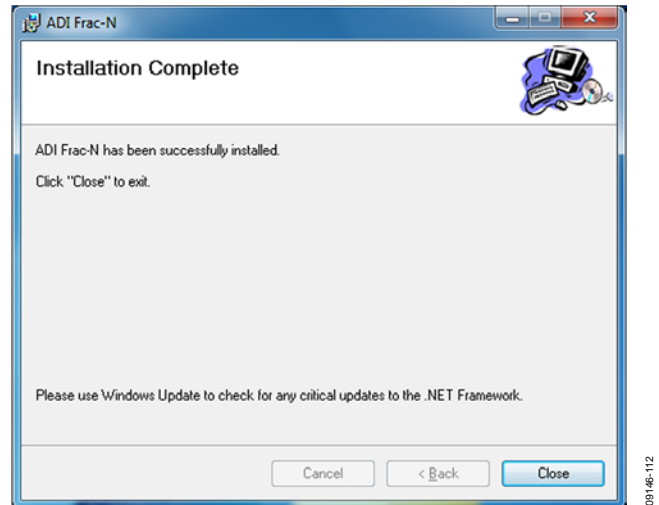 ADI Frac-N
Installation Complete
ADI Frac-N has been successfully installed.
Click "Close" to exit.
Please use Windows Update to check for any critical updates to the .NET Framework.
Cancel
< Back
Close
09146-112